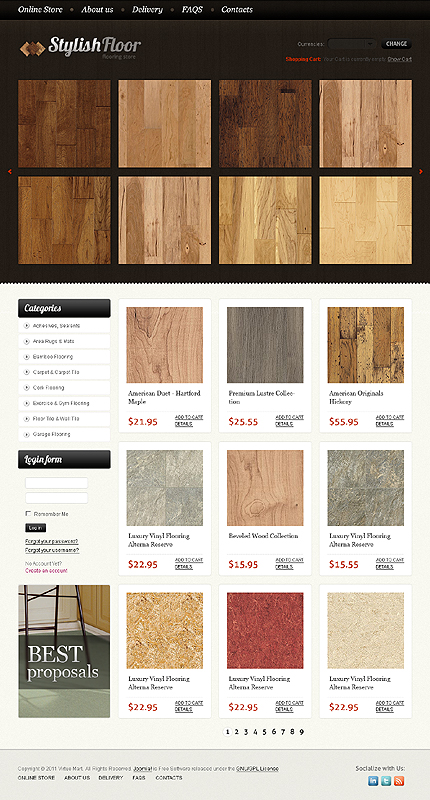 Online Store About us Delivery FAQS Contacts
StylishFloor
flooring store
Currencies: CHANGE
Shopping Cart: Your Cart is currently empty. Show Cart
Categories
Adhesives, Sealants
Area Rugs & Mats
Bamboo Flooring
Carpet & Carpet Tile
Cork Flooring
Exercise & Gym Flooring
Floor Tile & Wall Tile
Garage Flooring
Login form
Remember Me
Log in
Forgot your password?
Forgot your username?
No Account Yet?
Create an account
BEST
proposals
American Duet - Hartford
Maple
$21.95
ADD TO CART
DETAILS
Premium Lustre Collec-
tion
$25.55
ADD TO CART
DETAILS
American Originals
Hickory
$55.95
ADD TO CART
DETAILS
Luxury Vinyl Flooring
Alterna Reserve
$22.95
ADD TO CART
DETAILS
Beveled Wood Collection
$15.95
ADD TO CART
DETAILS
Luxury Vinyl Flooring
Alterna Reserve
$15.55
ADD TO CART
DETAILS
Luxury Vinyl Flooring
Alterna Reserve
$22.95
ADD TO CART
DETAILS
Luxury Vinyl Flooring
Alterna Reserve
$22.95
ADD TO CART
DETAILS
Luxury Vinyl Flooring
Alterna Reserve
$22.95
ADD TO CART
DETAILS
1 2 3 4 5 6 7 8 9
Copyright © 2011 Virtue Mart. All Rights Reserved. Joomla! is Free Software released under the GNU/GPL License
ONLINE STORE ABOUT US DELIVERY FAQS CONTACTS
Socialize with Us: